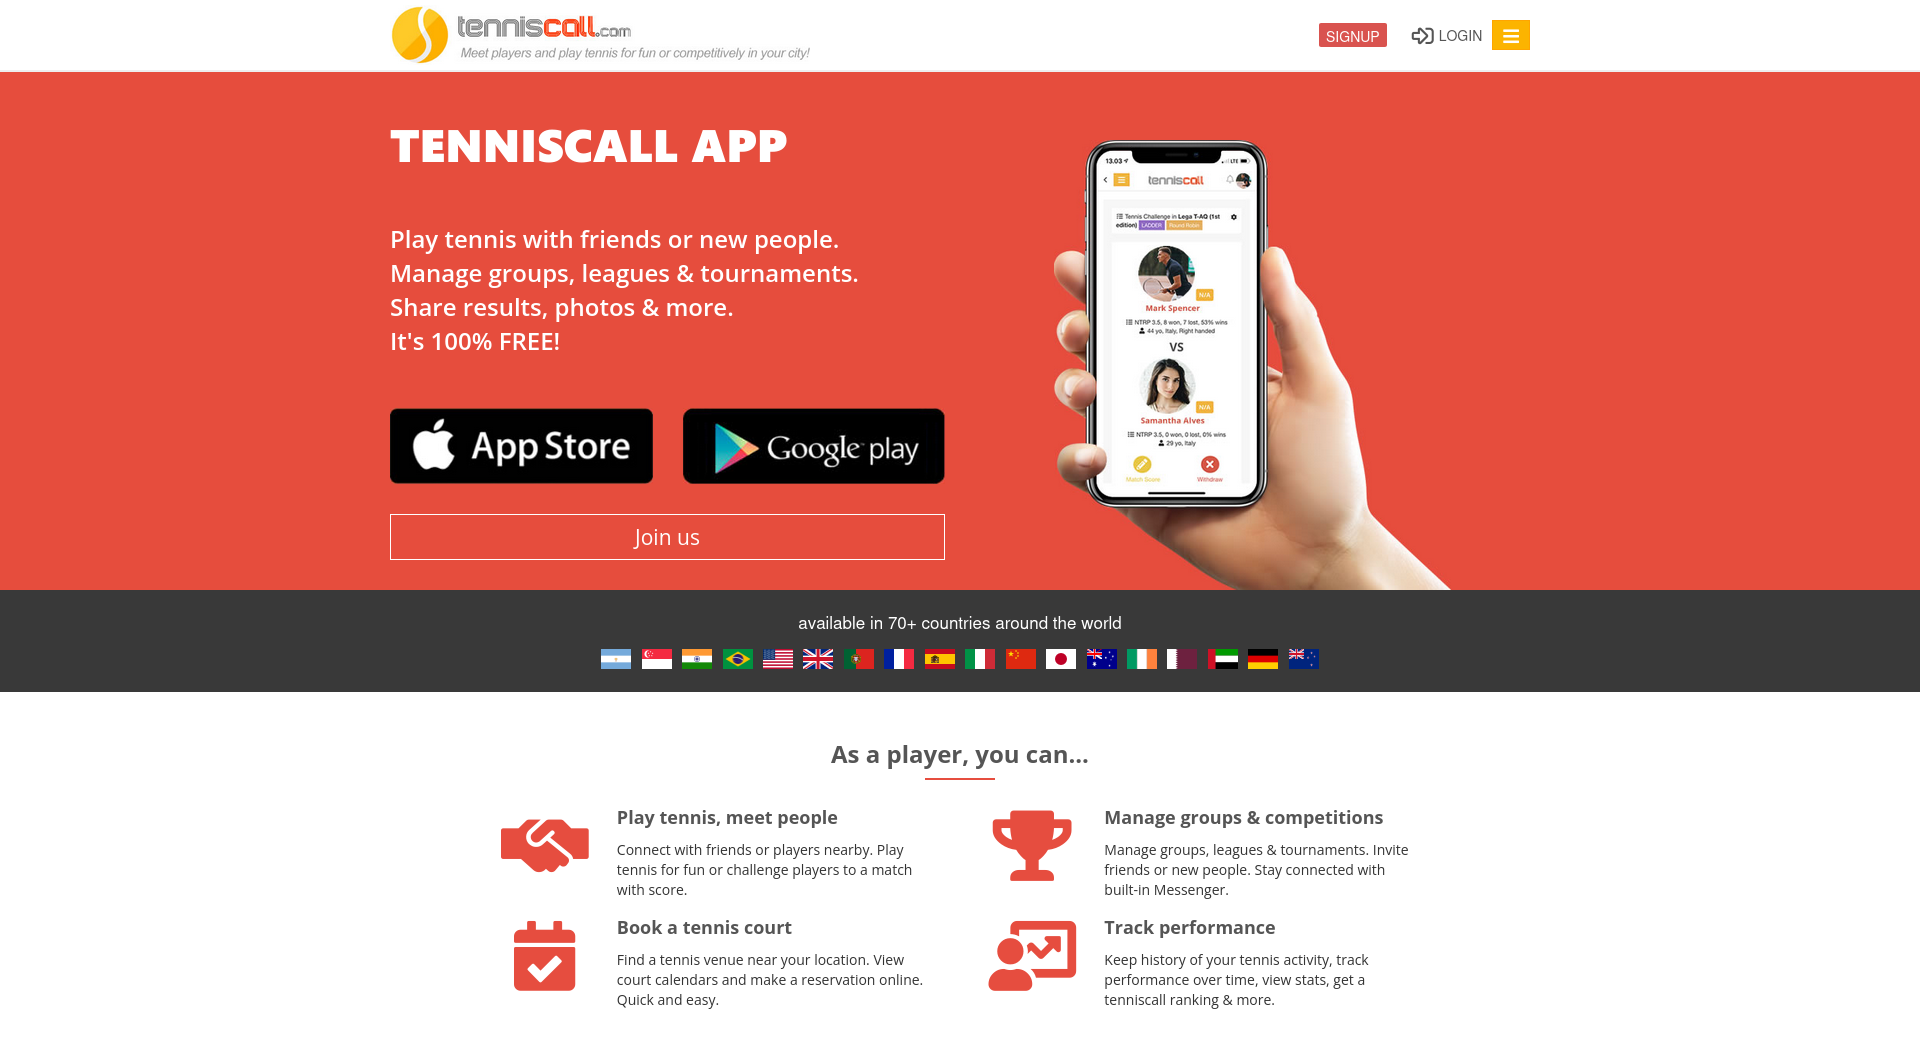 tenniscall.com
Meet players and play tennis for fun or competitively in your city!
SIGNUP
LOGIN
TENNISCALL APP
Play tennis with friends or new people.
Manage groups, leagues & tournaments.
Share results, photos & more.
It's 100% FREE!
App Store
Google play
Join us
13.03
LTE
tenniscall
Tennis Challenge in Lega T-AQ (1st
edition) LADDER Round Robin
N/A
Mark Spencer
NTRP 3.5, 8 won, 7 lost, 53% wins
44 yo, Italy, Right handed
VS
N/A
Samantha Alves
NTRP 3.5, 0 won, 0 lost, 0% wins
29 yo, Italy
Match Score
Withdraw
available in 70+ countries around the world
As a player, you can...
Play tennis, meet people
Connect with friends or players nearby. Play
tennis for fun or challenge players to a match
with score.
Manage groups & competitions
Manage groups, leagues & tournaments. Invite
friends or new people. Stay connected with
built-in Messenger.
Book a tennis court
Find a tennis venue near your location. View
court calendars and make a reservation online.
Quick and easy.
Track performance
Keep history of your tennis activity, track
performance over time, view stats, get a
tenniscall ranking & more.